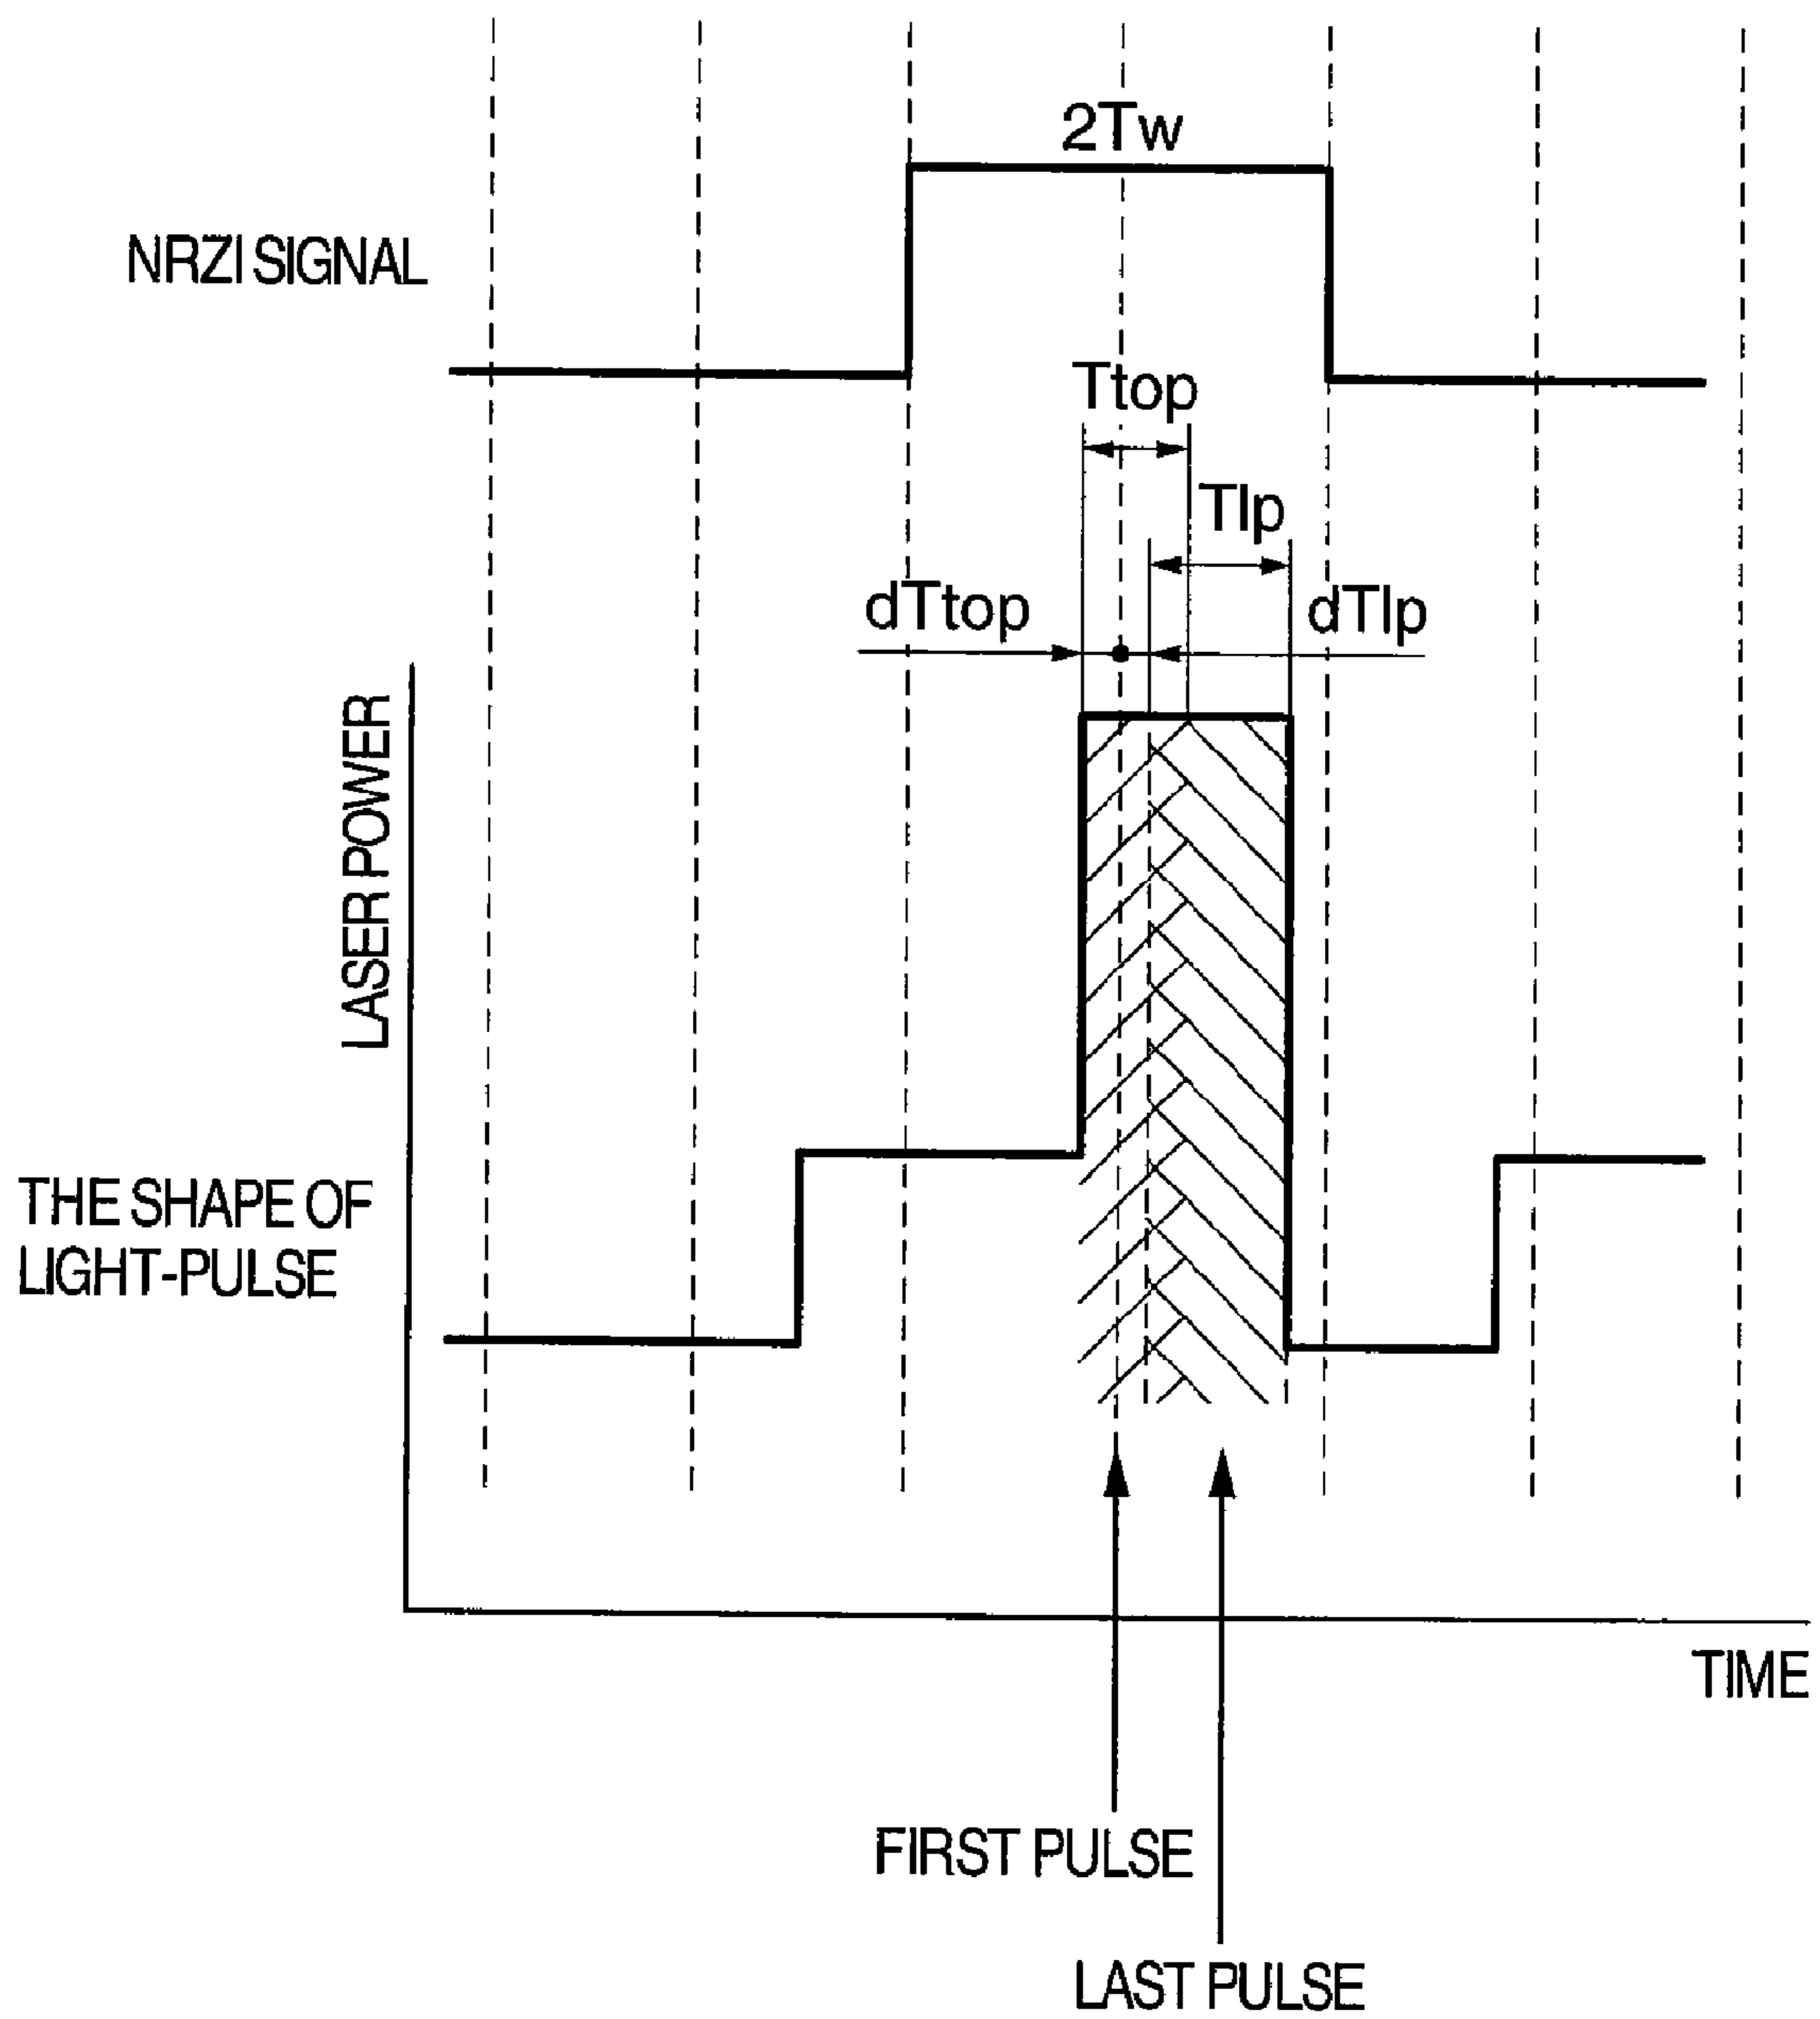 2Tw
NRZI SIGNAL
Ttop
Tlp
dTtop
dTlp
LASER POWER
THE SHAPE OF
LIGHT-PULSE
TIME
FIRST PULSE
LAST PULSE